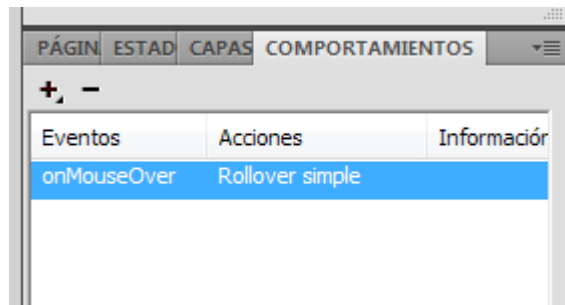 PÁGIN ESTAD CAPAS COMPORTAMIENTOS
Eventos Acciones Información
onMouseOver Rollover simple